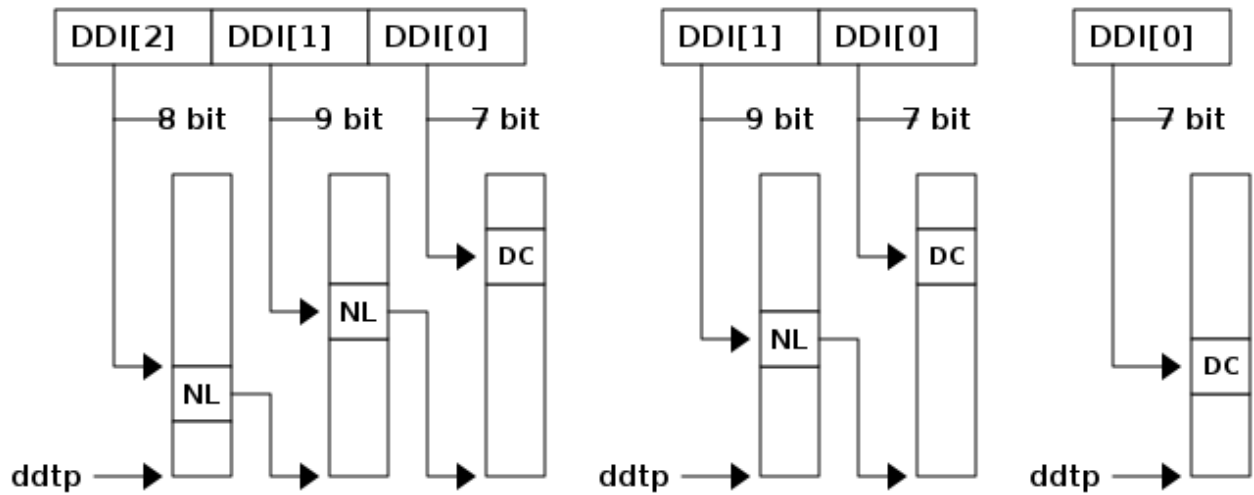 DDI[2] DDI[1] DDI[0] DDI[1] DDI[0] DDI[0]
8 bit 9 bit 7 bit 9 bit 7 bit 7 bit
DC DC
NL NL
DC
NL
ddtp ddtp ddtp